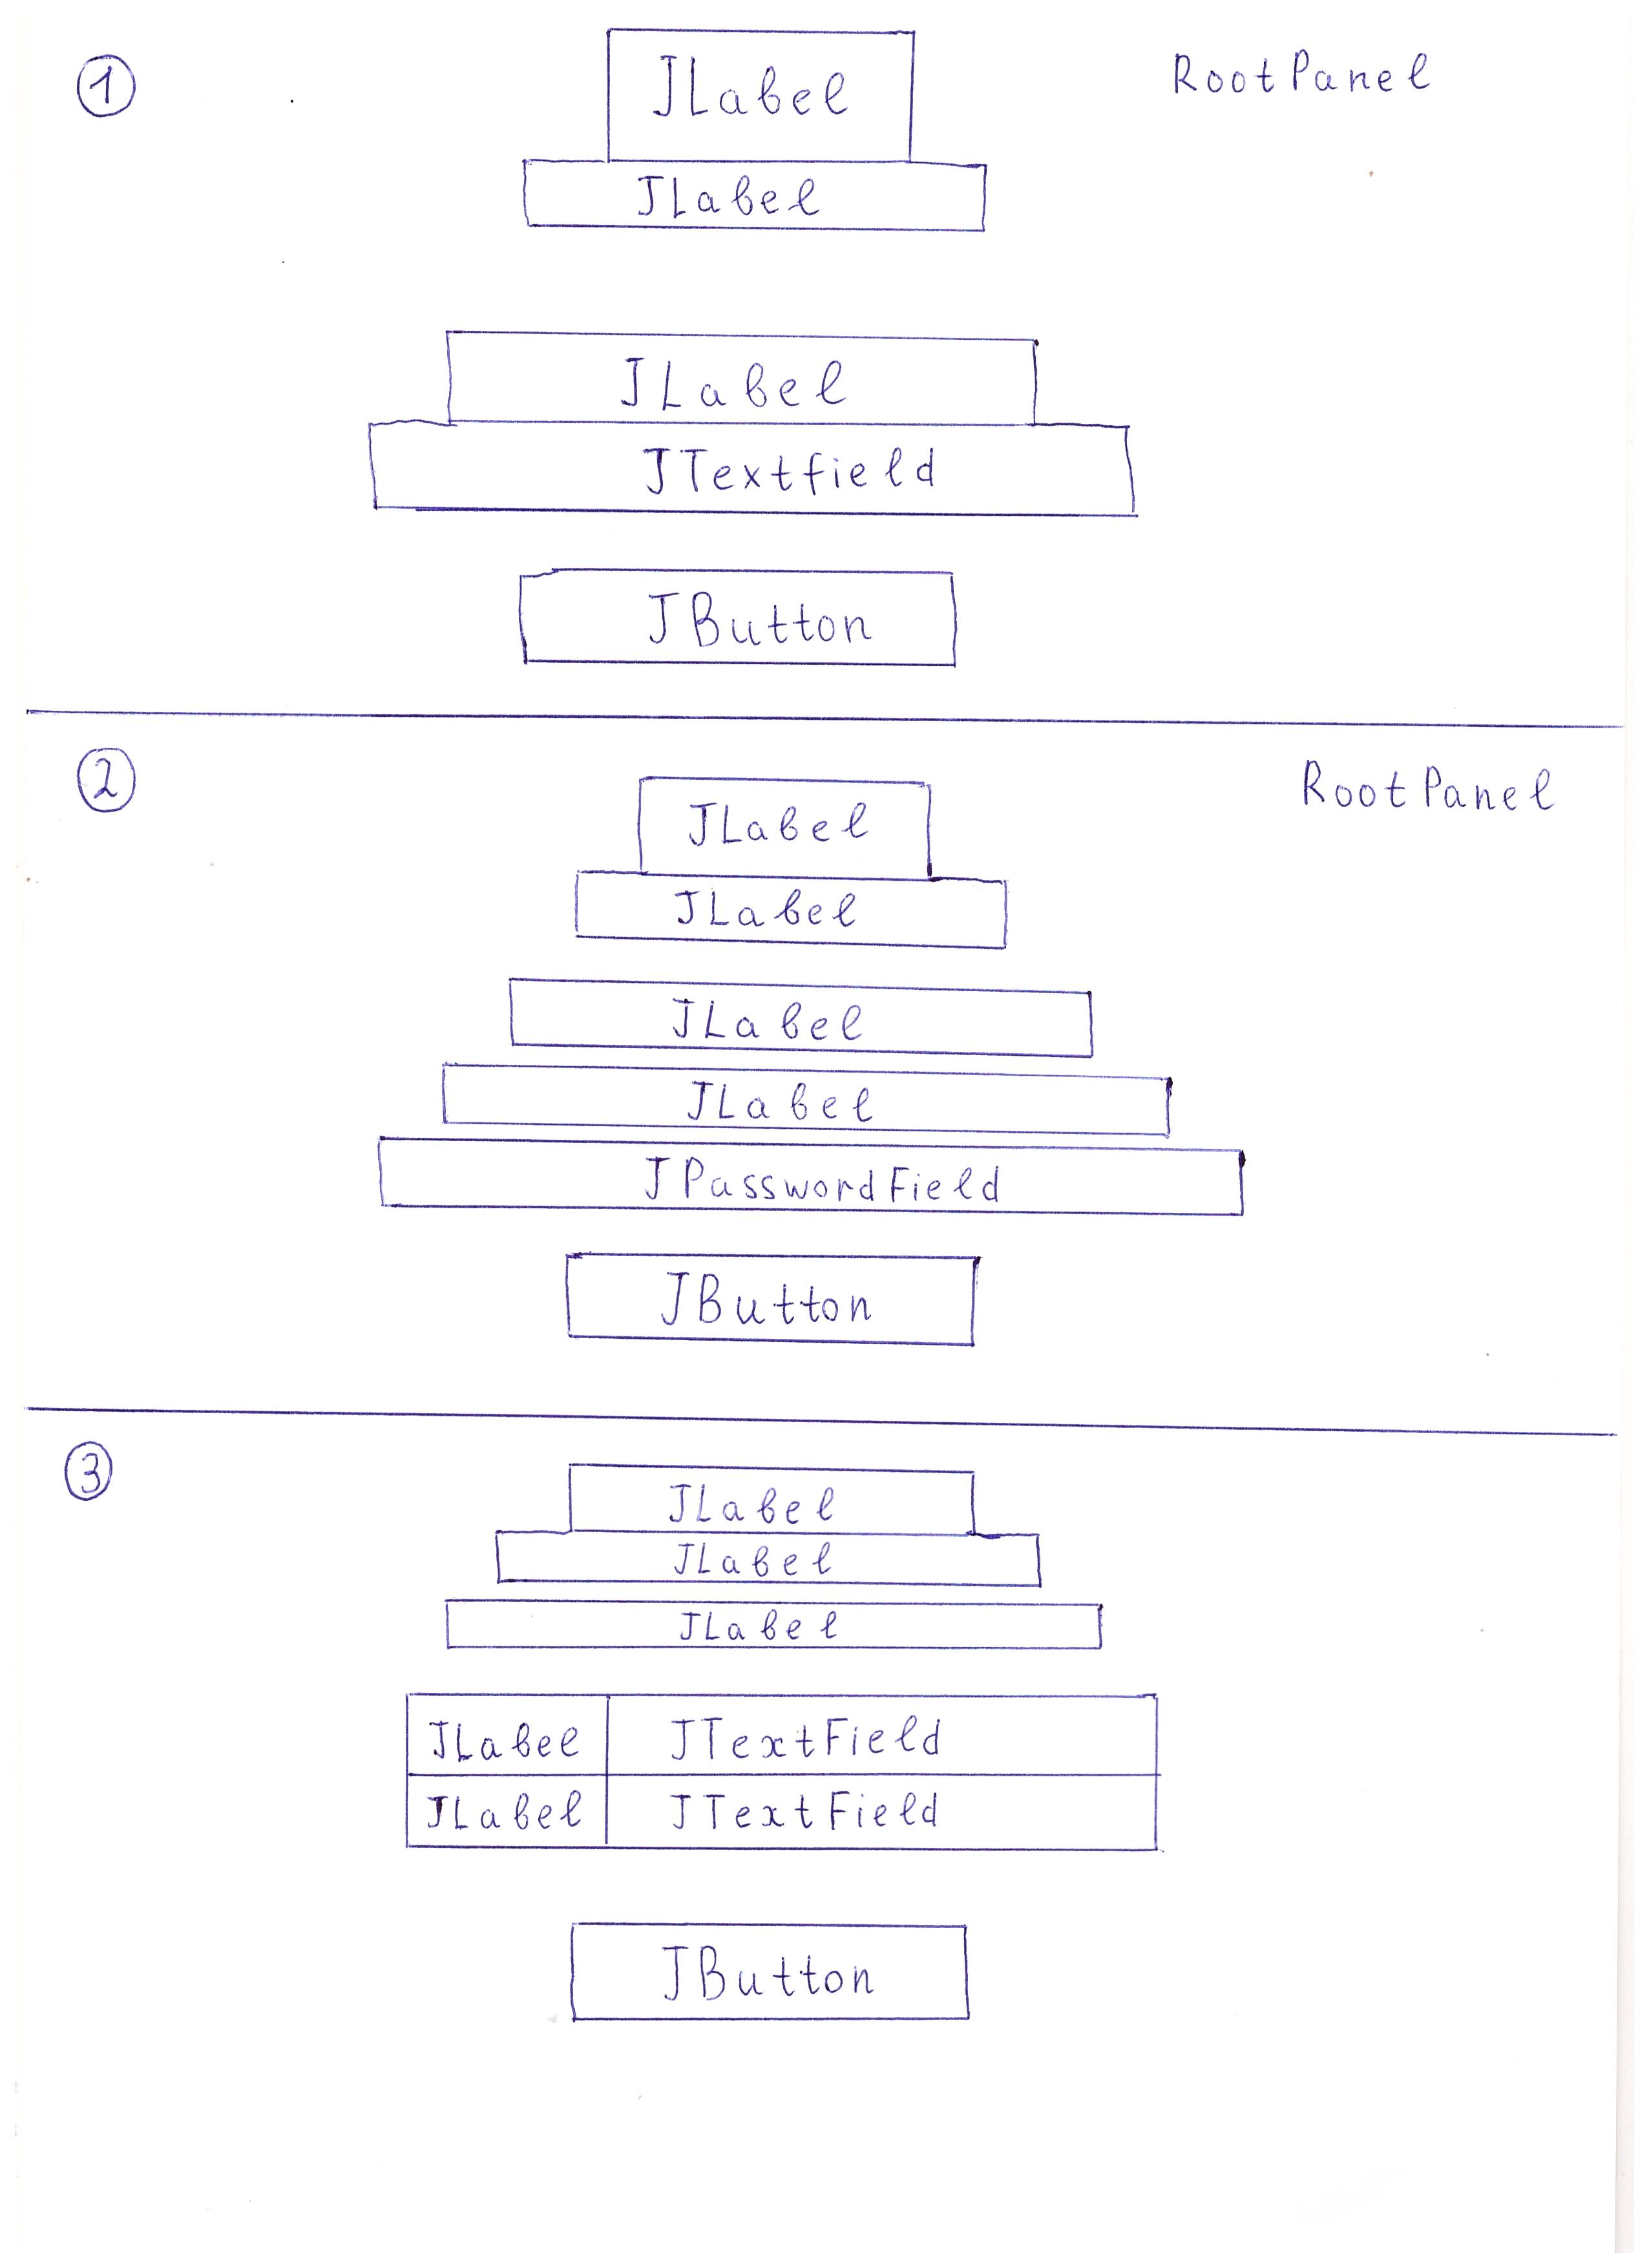 1 JLabel RootPanel
JLabel
JLabel
JTextfield
JButton
2 JLabel RootPanel
JLabel
JLabel
JLabel
JPasswordField
JButton
3 JLabel
JLabel
JLabel
JLabel JTextField
JLabel JTextField
JButton